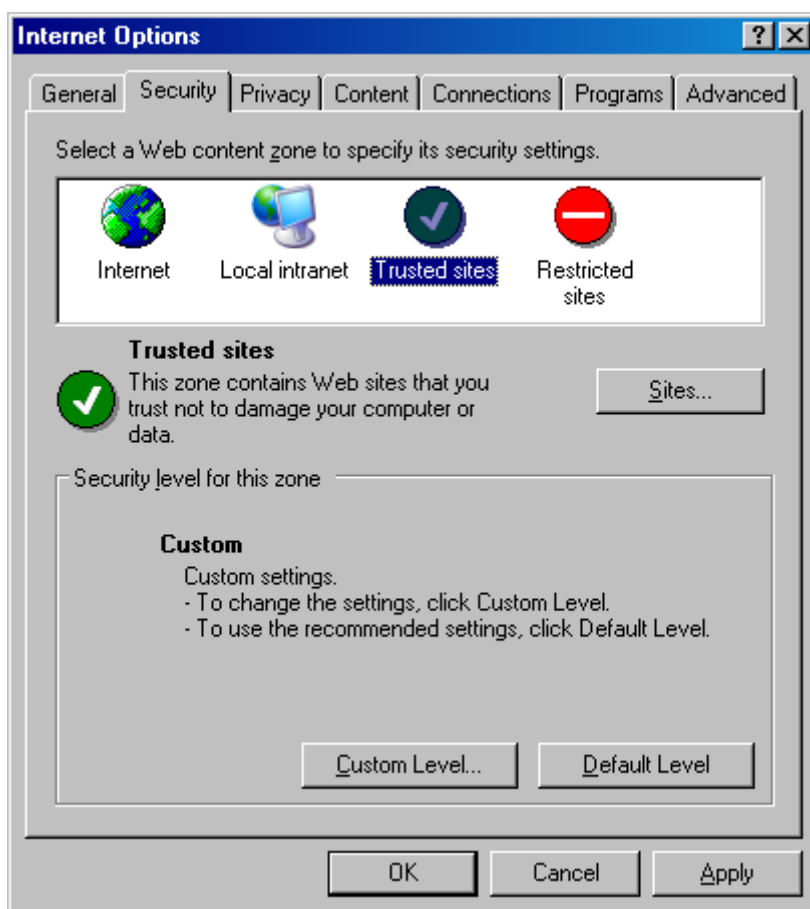 Internet Options
General Security Privacy Content Connections Programs Advanced
Select a Web content zone to specify its security settings.
Internet Local intranet Trusted sites Restricted
sites
Trusted sites
This zone contains Web sites that you
trust not to damage your computer or
data.
Sites...
Security level for this zone
Custom
Custom settings.
- To change the settings, click Custom Level.
- To use the recommended settings, click Default Level.
Custom Level... Default Level
OK Cancel Apply